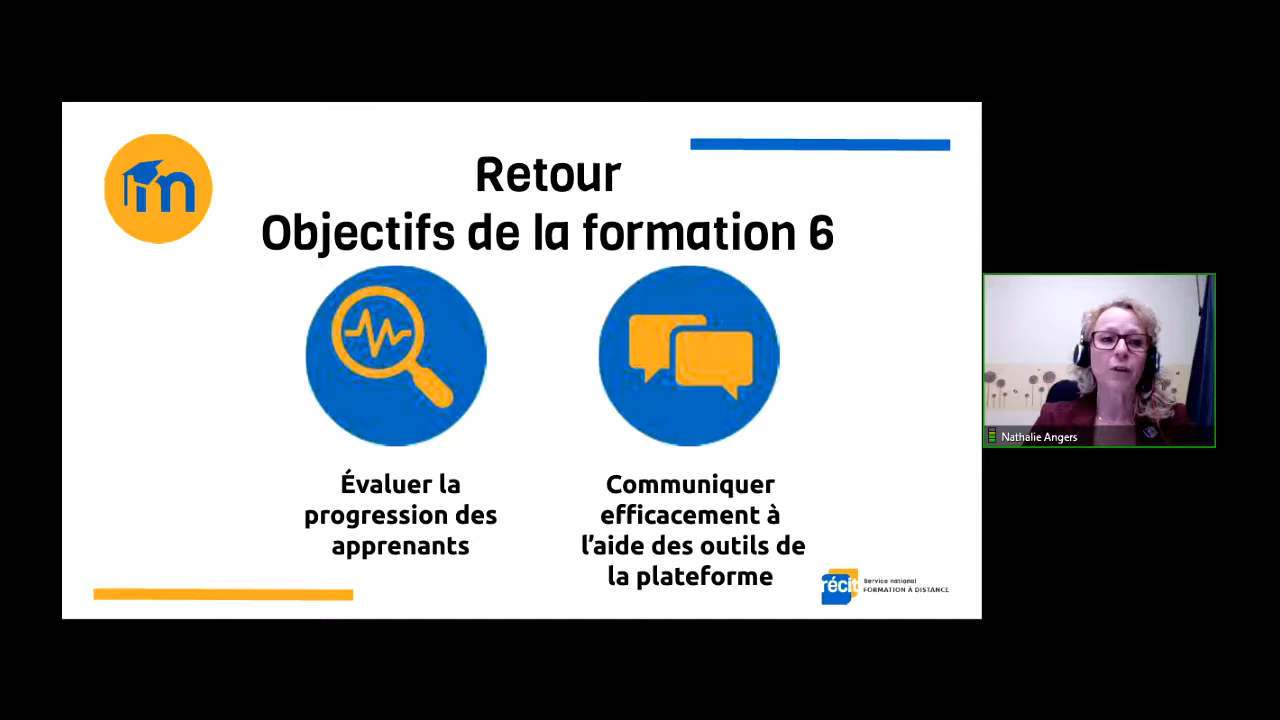 m
Retour
Objectifs de la formation 6
Évaluer la
progression des
apprenants
Communiquer
efficacement à
l'aide des outils de
la plateforme
récit
Service national
FORMATION À DISTANCE
Nathalie Angers